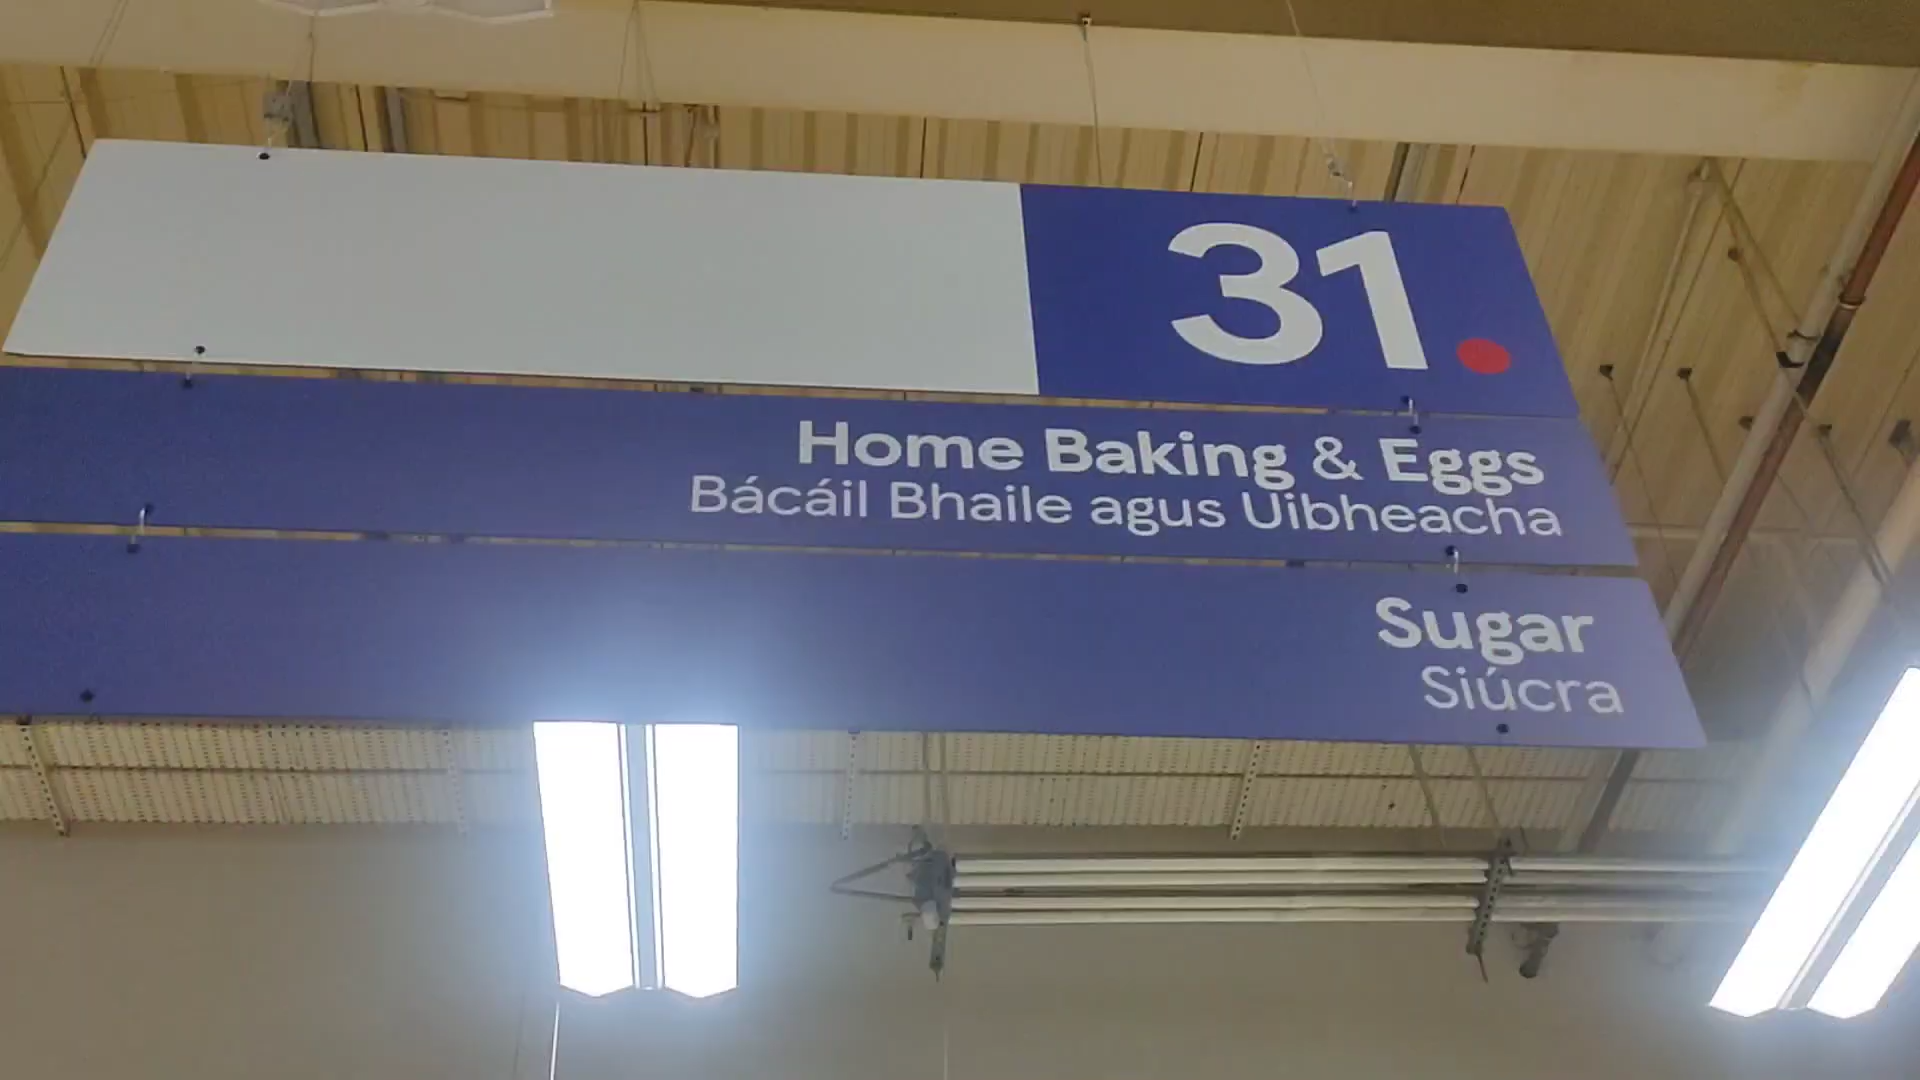 31.
Home Baking & Eggs
Bácáil Bhaile agus Uibheacha
Sugar
Siúcra